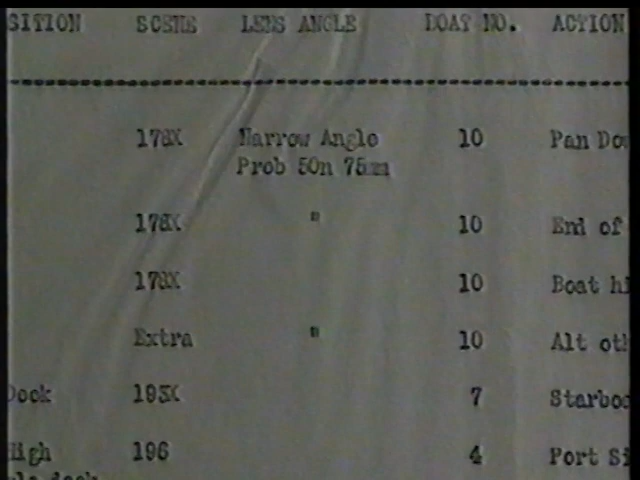 SITION SCENE LENS ANGLE BOAT NO. ACTION
178X Narrow Angle 10 Pan Do
Prob 50n 75mm
178X " 10 End of
178X 10 Boat hi
Extra " 10 Alt oth
Dock 195X 7 Starboa
High 196 4 Port Si